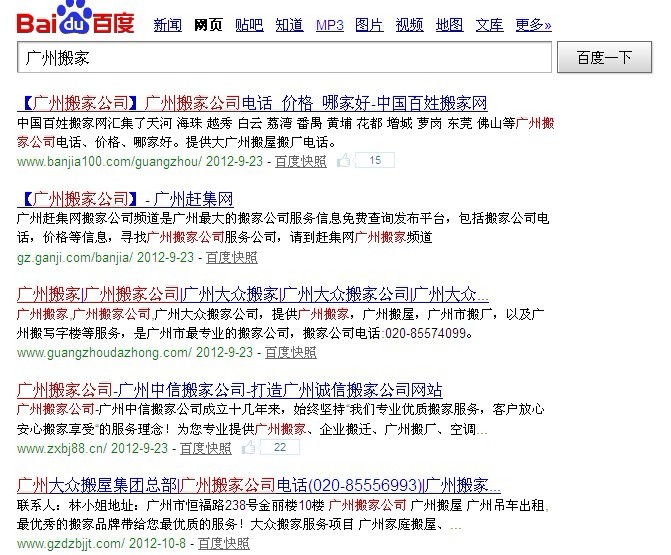 Bai du 百度 新闻 网页 贴吧 知道 MP3 图片 视频 地图 文库 更多»
广州搬家 百度一下
【广州搬家公司】广州搬家公司电话_价格_哪家好-中国百姓搬家网
中国百姓搬家网汇集了天河 海珠 越秀 白云 荔湾 番禺 黄埔 花都 增城 萝岗 东莞 佛山等广州搬
家公司电话、价格、哪家好。提供大广州搬屋搬厂电话。
www.banjia100.com/guangzhou/ 2012-9-23 - 百度快照 15
【广州搬家公司】 - 广州赶集网
广州赶集网搬家公司频道是广州最大的搬家公司服务信息免费查询发布平台，包括搬家公司电
话，价格等信息，寻找广州搬家公司服务公司，请到赶集网广州搬家频道
gz.ganji.com/banjia/ 2012-9-23 - 百度快照
广州搬家|广州搬家公司|广州大众搬家|广州大众搬家公司|广州大众...
广州搬家,广州搬家公司,广州大众搬家公司，提供广州搬家，广州搬屋，广州市搬厂，以及广
州搬写字楼等服务，是广州市最专业的搬家公司，搬家公司电话:020-85574099。
www.guangzhoudazhong.com/ 2012-9-23 - 百度快照
广州搬家公司-广州中信搬家公司-打造广州诚信搬家公司网站
广州搬家公司-广州中信搬家公司成立十几年来，始终坚持"我们专业优质搬家服务，客户放心
安心搬家享受"的服务理念！为您专业提供广州搬家、企业搬迁、广州搬厂、空调...
www.zxbj88.cn/ 2012-9-23 - 百度快照 22
广州大众搬屋集团总部|广州搬家公司电话(020-85556993)|广州搬家...
联系人：林小姐地址：广州市恒福路238号金丽楼10楼 广州搬家公司 广州搬屋 广州吊车出租,
最优秀的搬家品牌带给您最优质的服务！大众搬家服务项目 广州家庭搬屋、...
www.gzdzbjjt.com/ 2012-10-8 - 百度快照